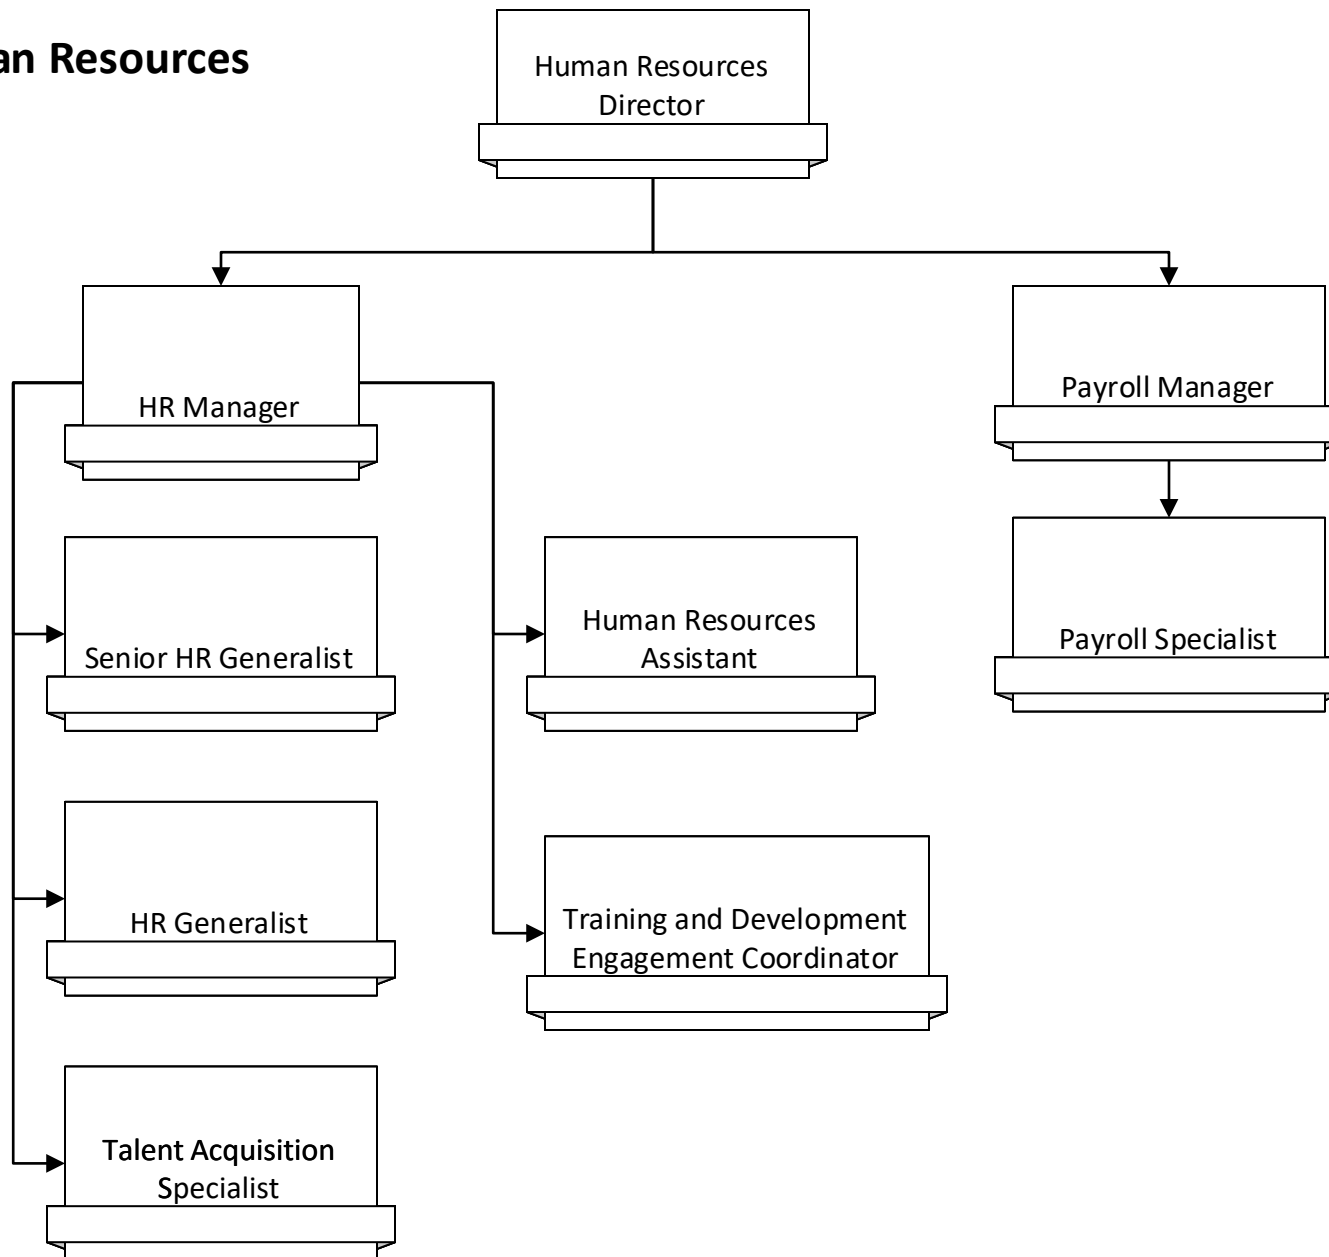 an Resources
Human Resources
Director
HR Manager
Payroll Manager
Senior HR Generalist
Human Resources
Assistant
Payroll Specialist
HR Generalist
Training and Development
Engagement Coordinator
Talent Acquisition
Specialist